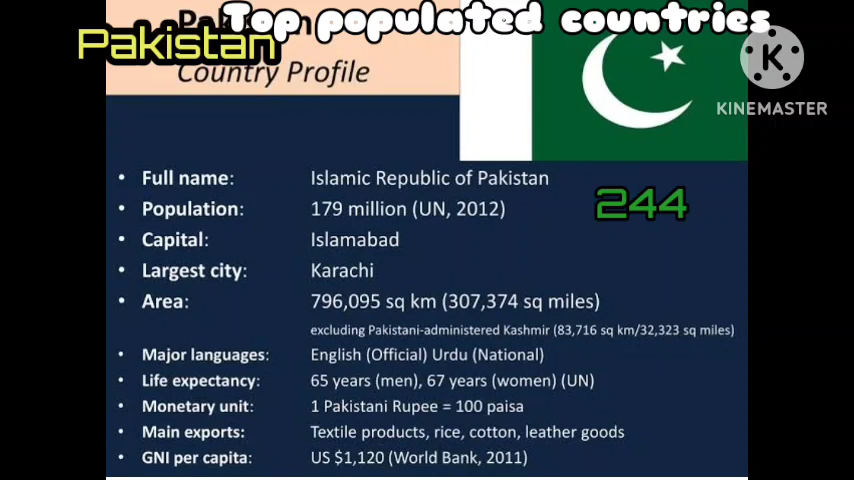 Top populated countries
Pakistan
Country Profile
KINEMASTER
• Full name: Islamic Republic of Pakistan
• Population: 179 million (UN, 2012)
244
• Capital: Islamabad
• Largest city: Karachi
• Area: 796,095 sq km (307,374 sq miles)
excluding Pakistani-administered Kashmir (83,716 sq km/32,323 sq miles)
• Major languages: English (Official) Urdu (National)
• Life expectancy: 65 years (men), 67 years (women) (UN)
• Monetary unit: 1 Pakistani Rupee = 100 paisa
• Main exports: Textile products, rice, cotton, leather goods
• GNI per capita: US $1,120 (World Bank, 2011)